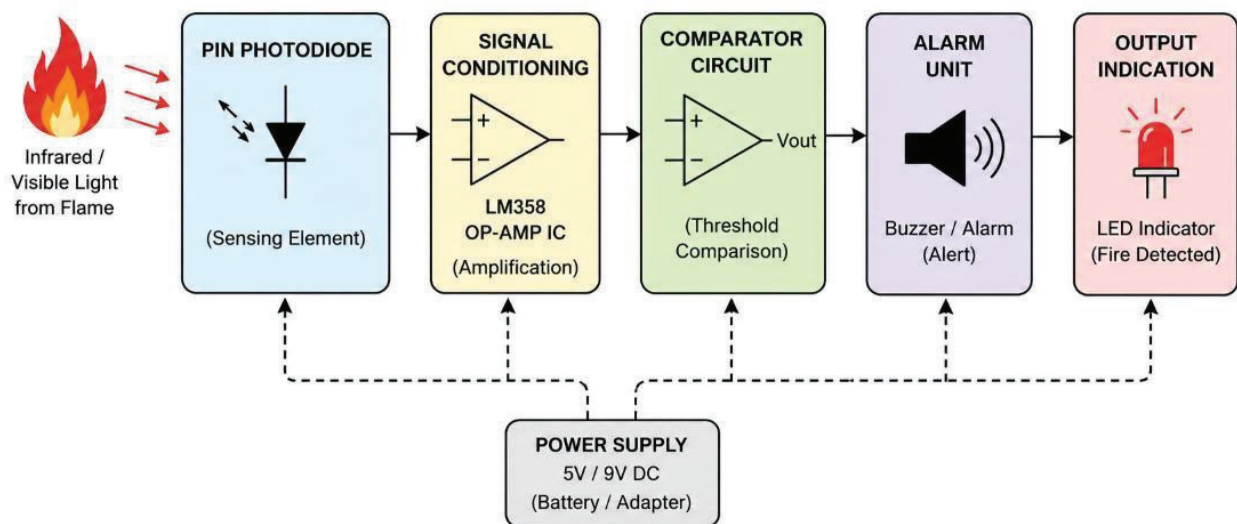 Infrared /
Visible Light
from Flame
PIN PHOTODIODE
(Sensing Element)
SIGNAL
CONDITIONING
+
−
LM358
OP-AMP IC
(Amplification)
COMPARATOR
CIRCUIT
+
−
Vout
(Threshold
Comparison)
ALARM
UNIT
Buzzer / Alarm
(Alert)
OUTPUT
INDICATION
LED Indicator
(Fire Detected)
POWER SUPPLY
5V / 9V DC
(Battery / Adapter)